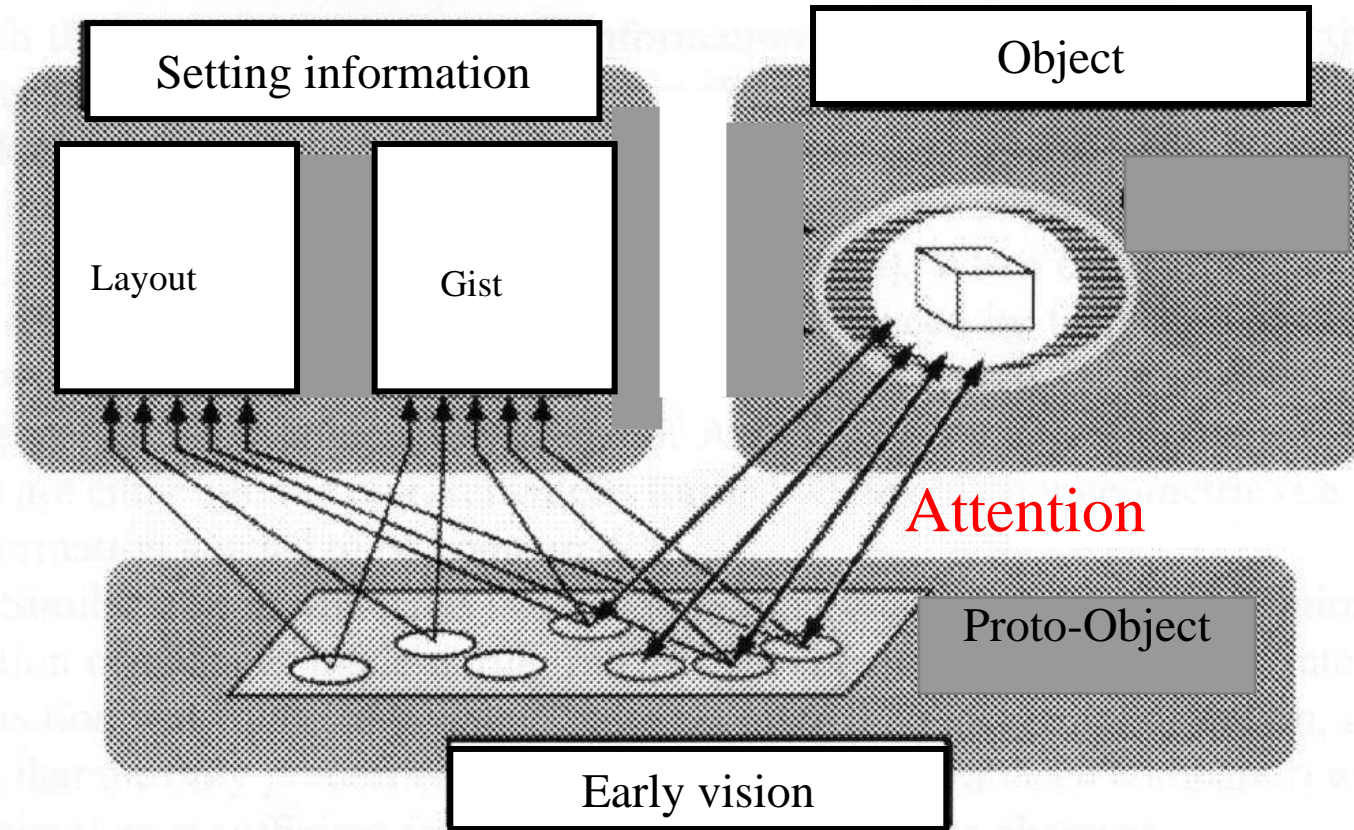 Setting information
Object
Layout
Gist
Attention
Proto-Object
Early vision